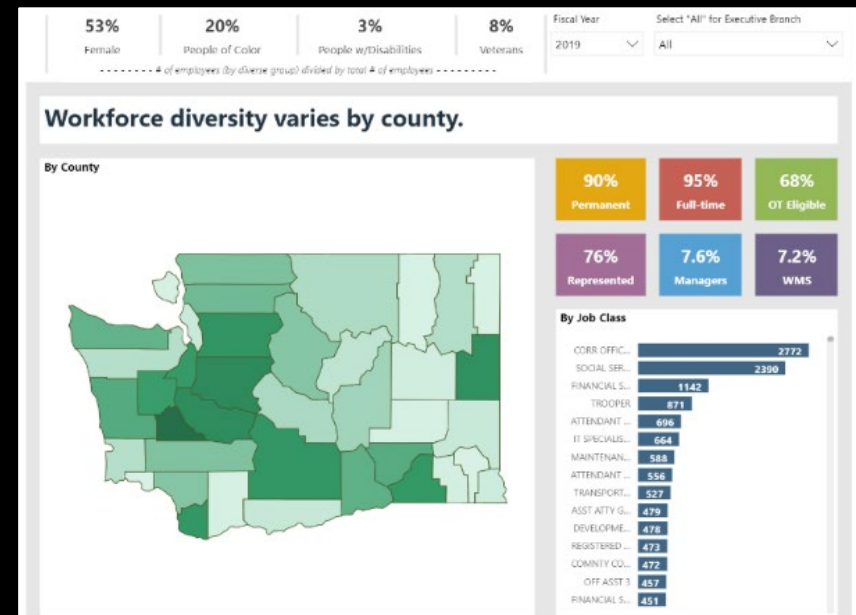 53% 20% 3% 8%
Female People of Color People w/Disabilities Veterans
# of employees (by diverse group) divided by total # of employees
Fiscal Year Select "All" for Executive Branch
2019 All
Workforce diversity varies by county.
By County
90% 95% 68%
Permanent Full-time OT Eligible
76% 7.6% 7.2%
Represented Managers WMS
By Job Class
CORR OFFIC... 2772
SOCIAL SER... 2390
FINANCIAL S... 1142
TROOPER 871
ATTENDANT ... 696
IT SPECIALIS... 664
MAINTENAN... 588
ATTENDANT ... 556
TRANSPORT... 527
ASST ATTY G... 479
DEVELOPME... 478
REGISTERED ... 473
COMNTY CO... 472
OFF ASST 3 457
FINANCIAL S... 451